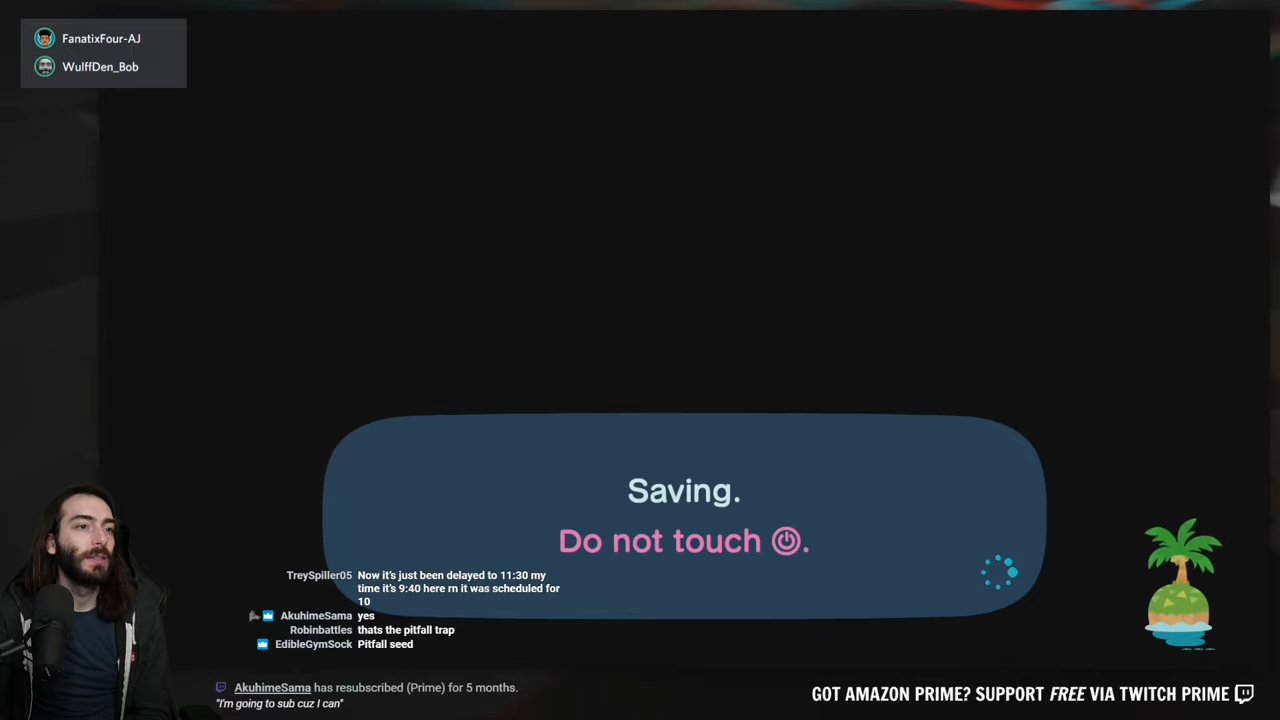 FanatixFour-AJ
WulffDen_Bob
Saving.
Do not touch ⏻.
TreySpiller05 Now it’s just been delayed to 11:30 my
time it’s 9:40 here rn it was scheduled for
10
AkuhimeSama yes
Robinbattles thats the pitfall trap
EdibleGymSock Pitfall seed
AkuhimeSama has resubscribed (Prime) for 5 months.
"I'm going to sub cuz I can"
GOT AMAZON PRIME? SUPPORT FREE VIA TWITCH PRIME